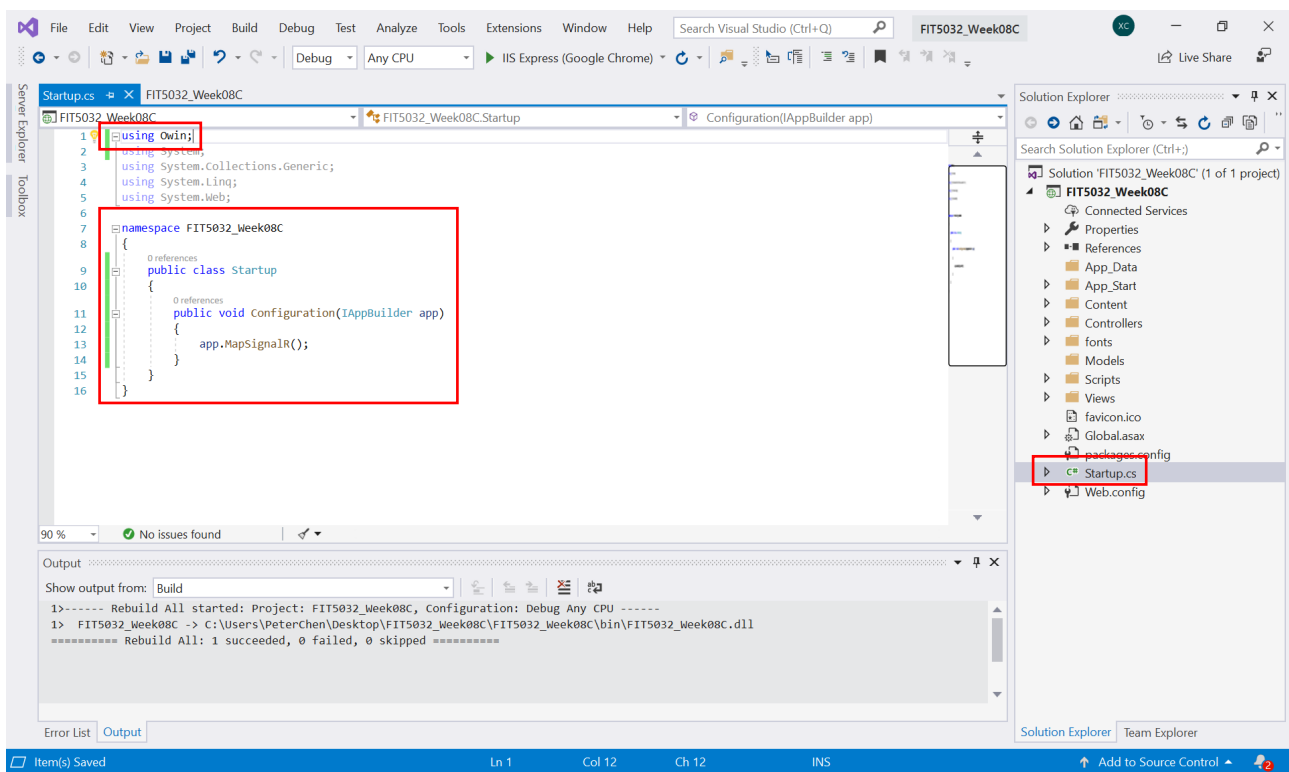 File Edit View Project Build Debug Test Analyze Tools Extensions Window Help Search Visual Studio (Ctrl+Q) FIT5032_Week08C XC
Debug Any CPU IIS Express (Google Chrome) Live Share
Server Explorer
Toolbox
Startup.cs FIT5032_Week08C
FIT5032_Week08C FIT5032_Week08C.Startup Configuration(IAppBuilder app)
1 using Owin;
2 using System;
3 using System.Collections.Generic;
4 using System.Linq;
5 using System.Web;
6
7 namespace FIT5032_Week08C
8 {
0 references
9 public class Startup
10 {
0 references
11 public void Configuration(IAppBuilder app)
12 {
13 app.MapSignalR();
14 }
15 }
16 }
90 % No issues found
Output
Show output from: Build
1>------ Rebuild All started: Project: FIT5032_Week08C, Configuration: Debug Any CPU ------
1> FIT5032_Week08C -> C:\Users\PeterChen\Desktop\FIT5032_Week08C\FIT5032_Week08C\bin\FIT5032_Week08C.dll
========== Rebuild All: 1 succeeded, 0 failed, 0 skipped ==========
Error List Output
Solution Explorer
Search Solution Explorer (Ctrl+;)
Solution 'FIT5032_Week08C' (1 of 1 project)
FIT5032_Week08C
Connected Services
Properties
References
App_Data
App_Start
Content
Controllers
fonts
Models
Scripts
Views
favicon.ico
Global.asax
packages.config
C# Startup.cs
Web.config
Solution Explorer Team Explorer
Item(s) Saved Ln 1 Col 12 Ch 12 INS Add to Source Control 2